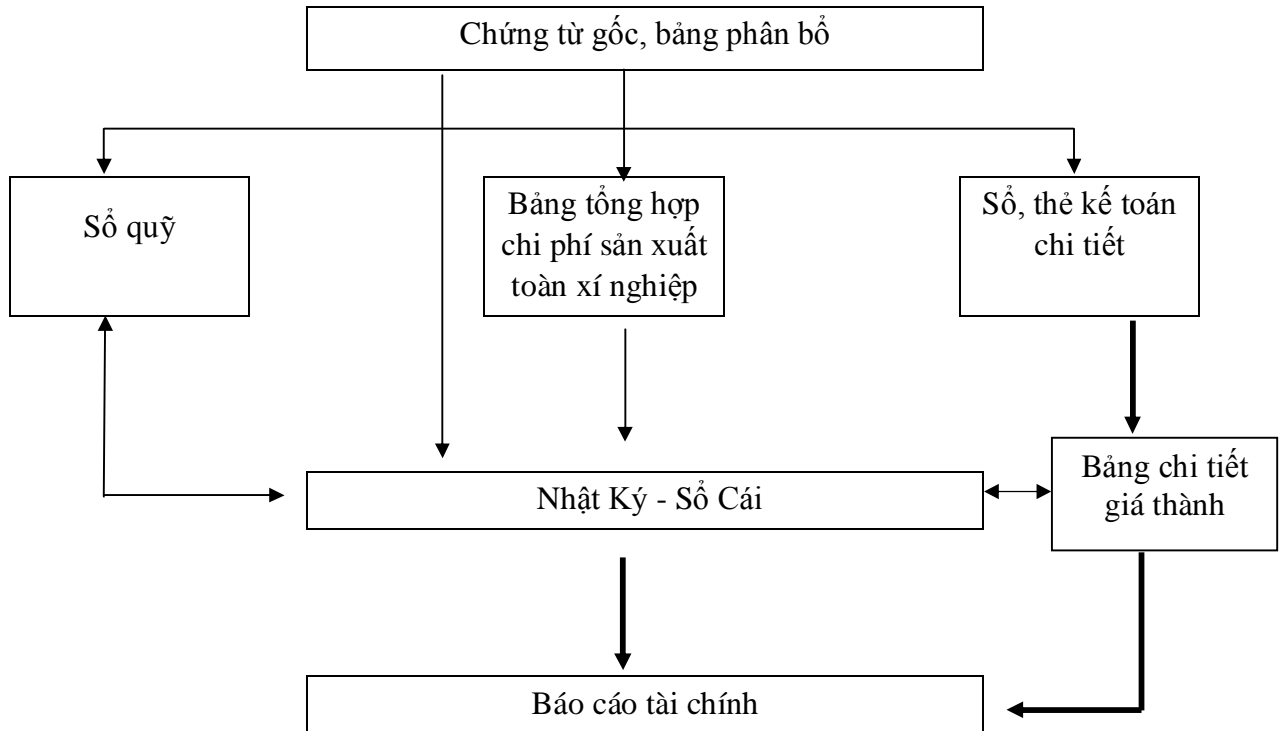 Chứng từ gốc, bảng phân bổ
Sổ quỹ
Bảng tổng hợp
chi phí sản xuất
toàn xí nghiệp
Sổ, thẻ kế toán
chi tiết
Nhật Ký - Sổ Cái
Bảng chi tiết
giá thành
Báo cáo tài chính